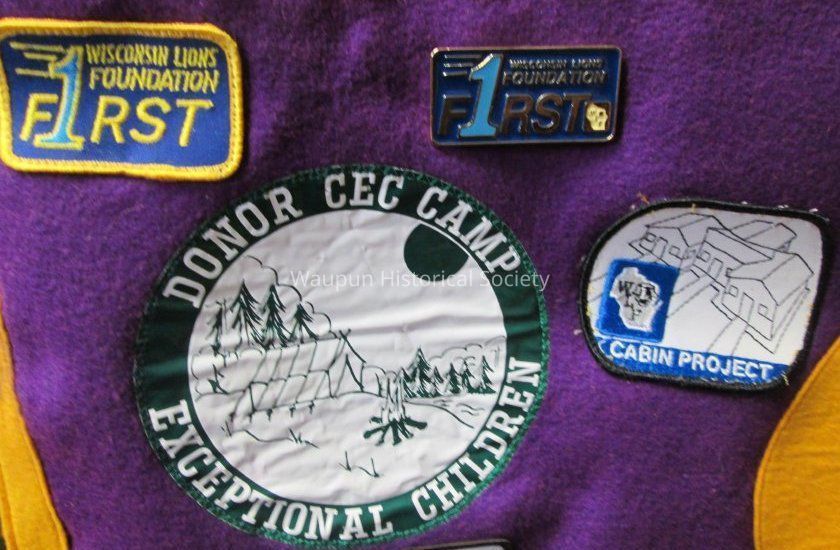 WISCONSIN LIONS
FOUNDATION
F1RST
WISCONSIN LIONS
FOUNDATION
F1RST
DONOR CEC CAMP
EXCEPTIONAL CHILDREN
Waupun Historical Society
CABIN PROJECT